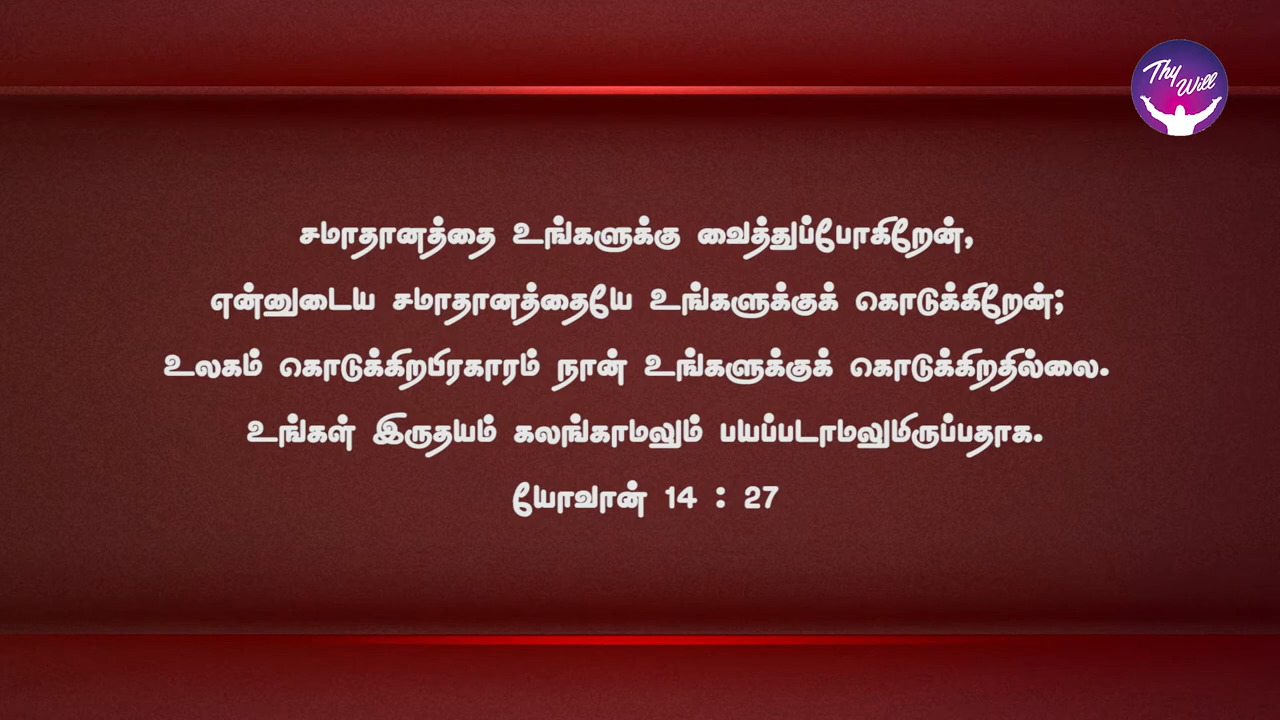 Thy Will
சமாதானத்தை உங்களுக்கு வைத்துப்போகிறேன்,
என்னுடைய சமாதானத்தையே உங்களுக்குக் கொடுக்கிறேன்;
உலகம் கொடுக்கிறபிரகாரம் நான் உங்களுக்குக் கொடுக்கிறதில்லை.
உங்கள் இருதயம் கலங்காமலும் பயப்படாமலுமிருப்பதாக.
யோவான் 14 : 27